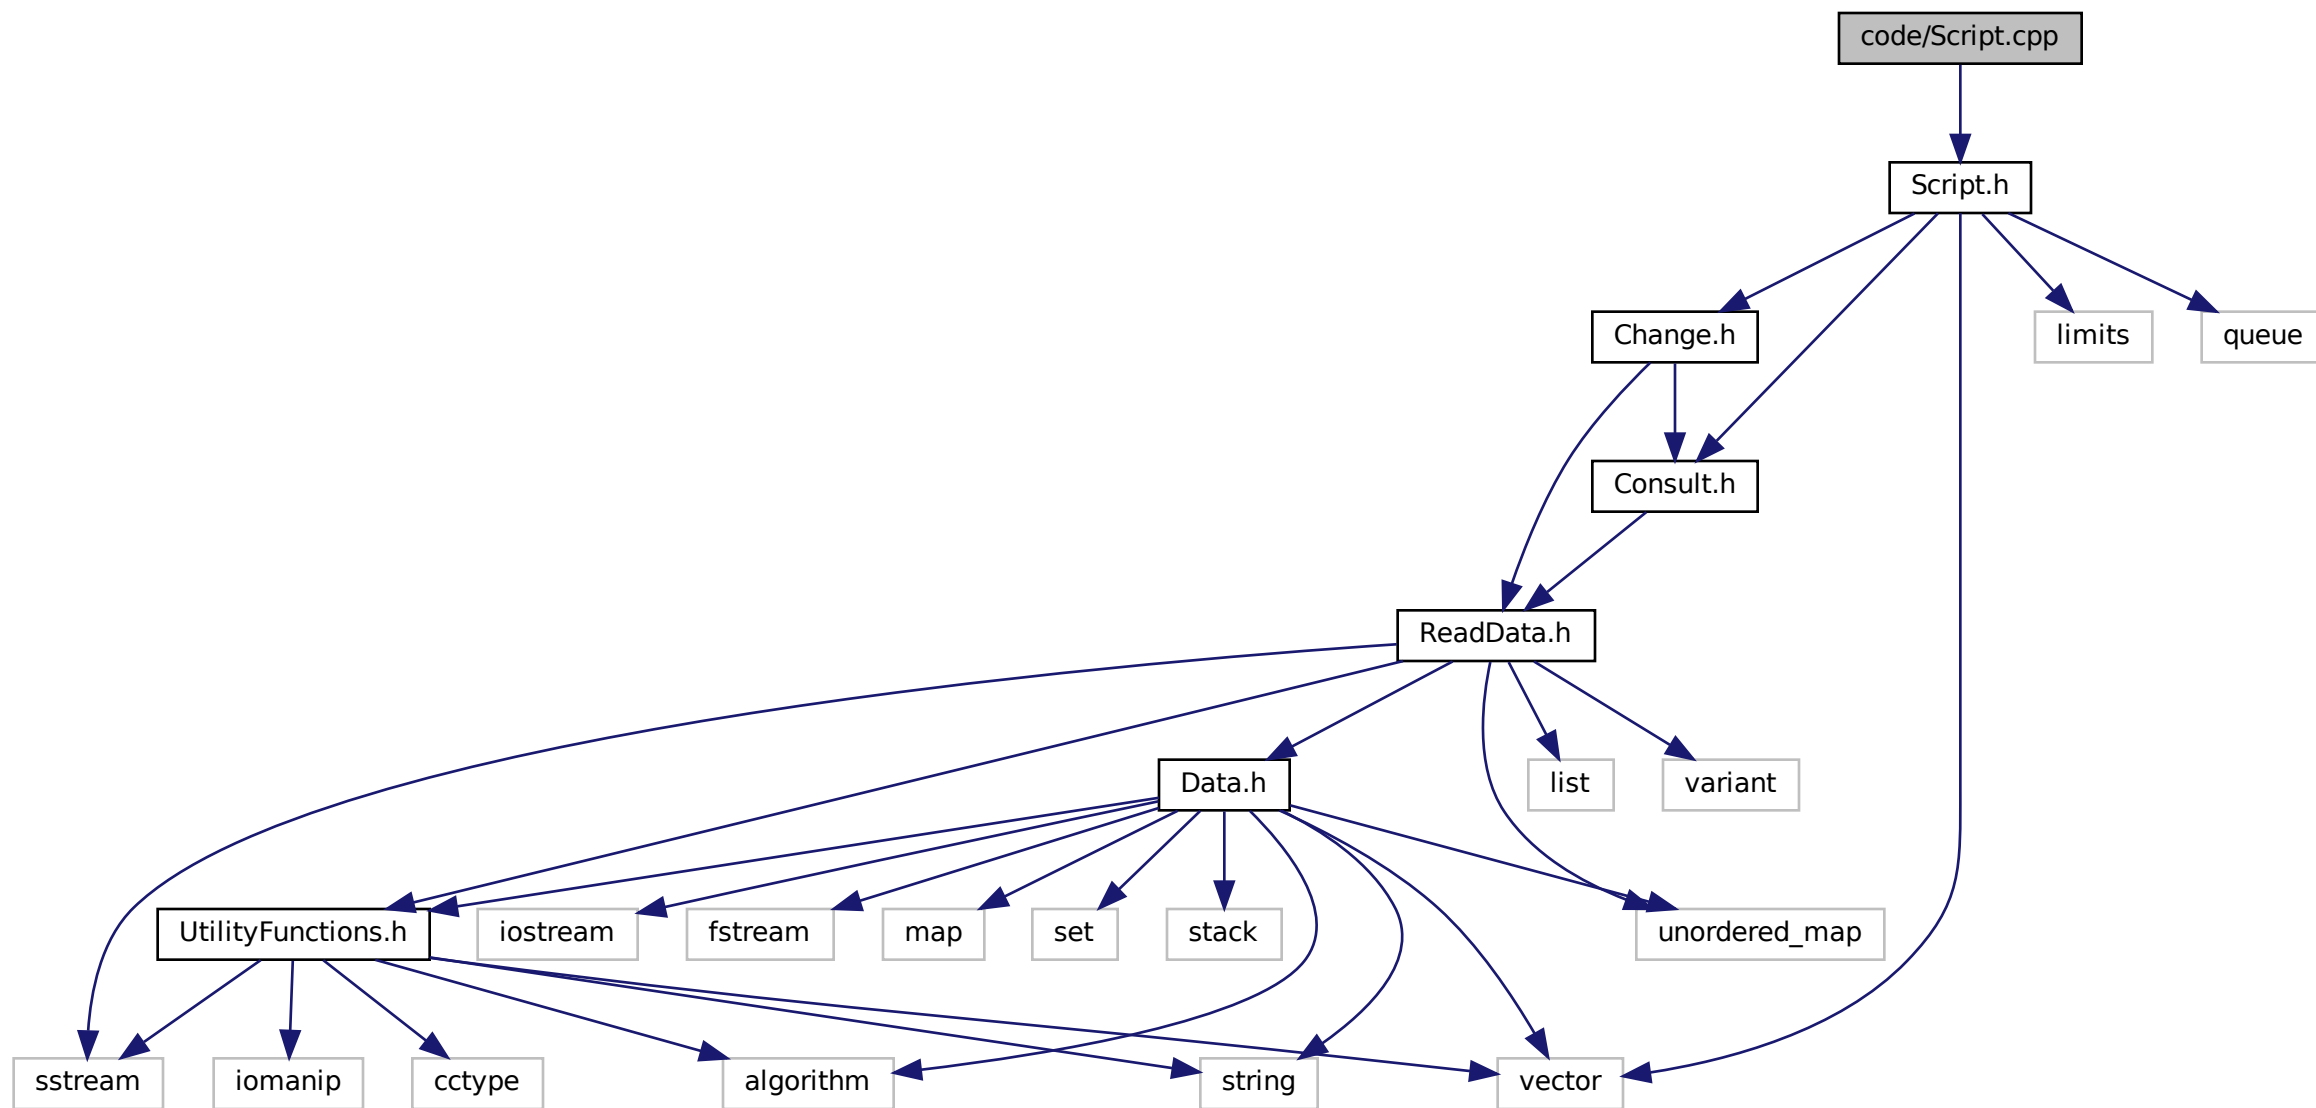 code/Script.cpp
Script.h
Change.h
limits
queue
Consult.h
ReadData.h
Data.h
list
variant
UtilityFunctions.h
iostream
fstream
map
set
stack
unordered_map
sstream
iomanip
cctype
algorithm
string
vector